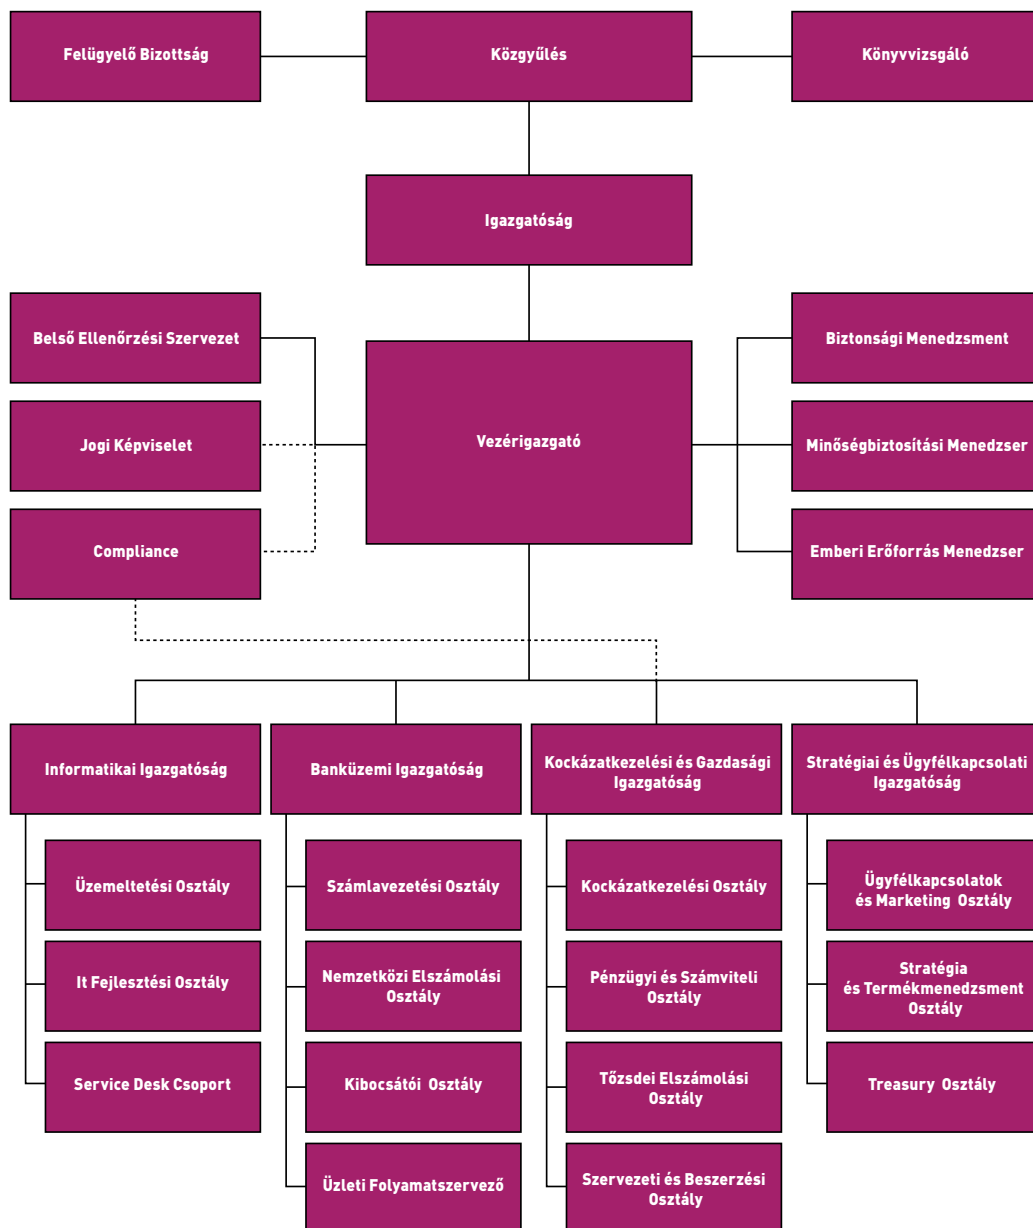 Felügyelő Bizottság
Közgyűlés
Könyvvizsgáló
Igazgatóság
Belső Ellenőrzési Szervezet
Vezérigazgató
Biztonsági Menedzsment
Jogi Képviselet
Minőségbiztosítási Menedzser
Compliance
Emberi Erőforrás Menedzser
Informatikai Igazgatóság
Banküzemi Igazgatóság
Kockázatkezelési és Gazdasági
Igazgatóság
Stratégiai és Ügyfélkapcsolati
Igazgatóság
Üzemeltetési Osztály
Számlavezetési Osztály
Kockázatkezelési Osztály
Ügyfélkapcsolatok
és Marketing Osztály
It Fejlesztési Osztály
Nemzetközi Elszámolási
Osztály
Pénzügyi és Számviteli
Osztály
Stratégia
és Termékmenedzsment
Osztály
Service Desk Csoport
Kibocsátói Osztály
Tőzsdei Elszámolási
Osztály
Treasury Osztály
Üzleti Folyamatszervező
Szervezeti és Beszerzési
Osztály